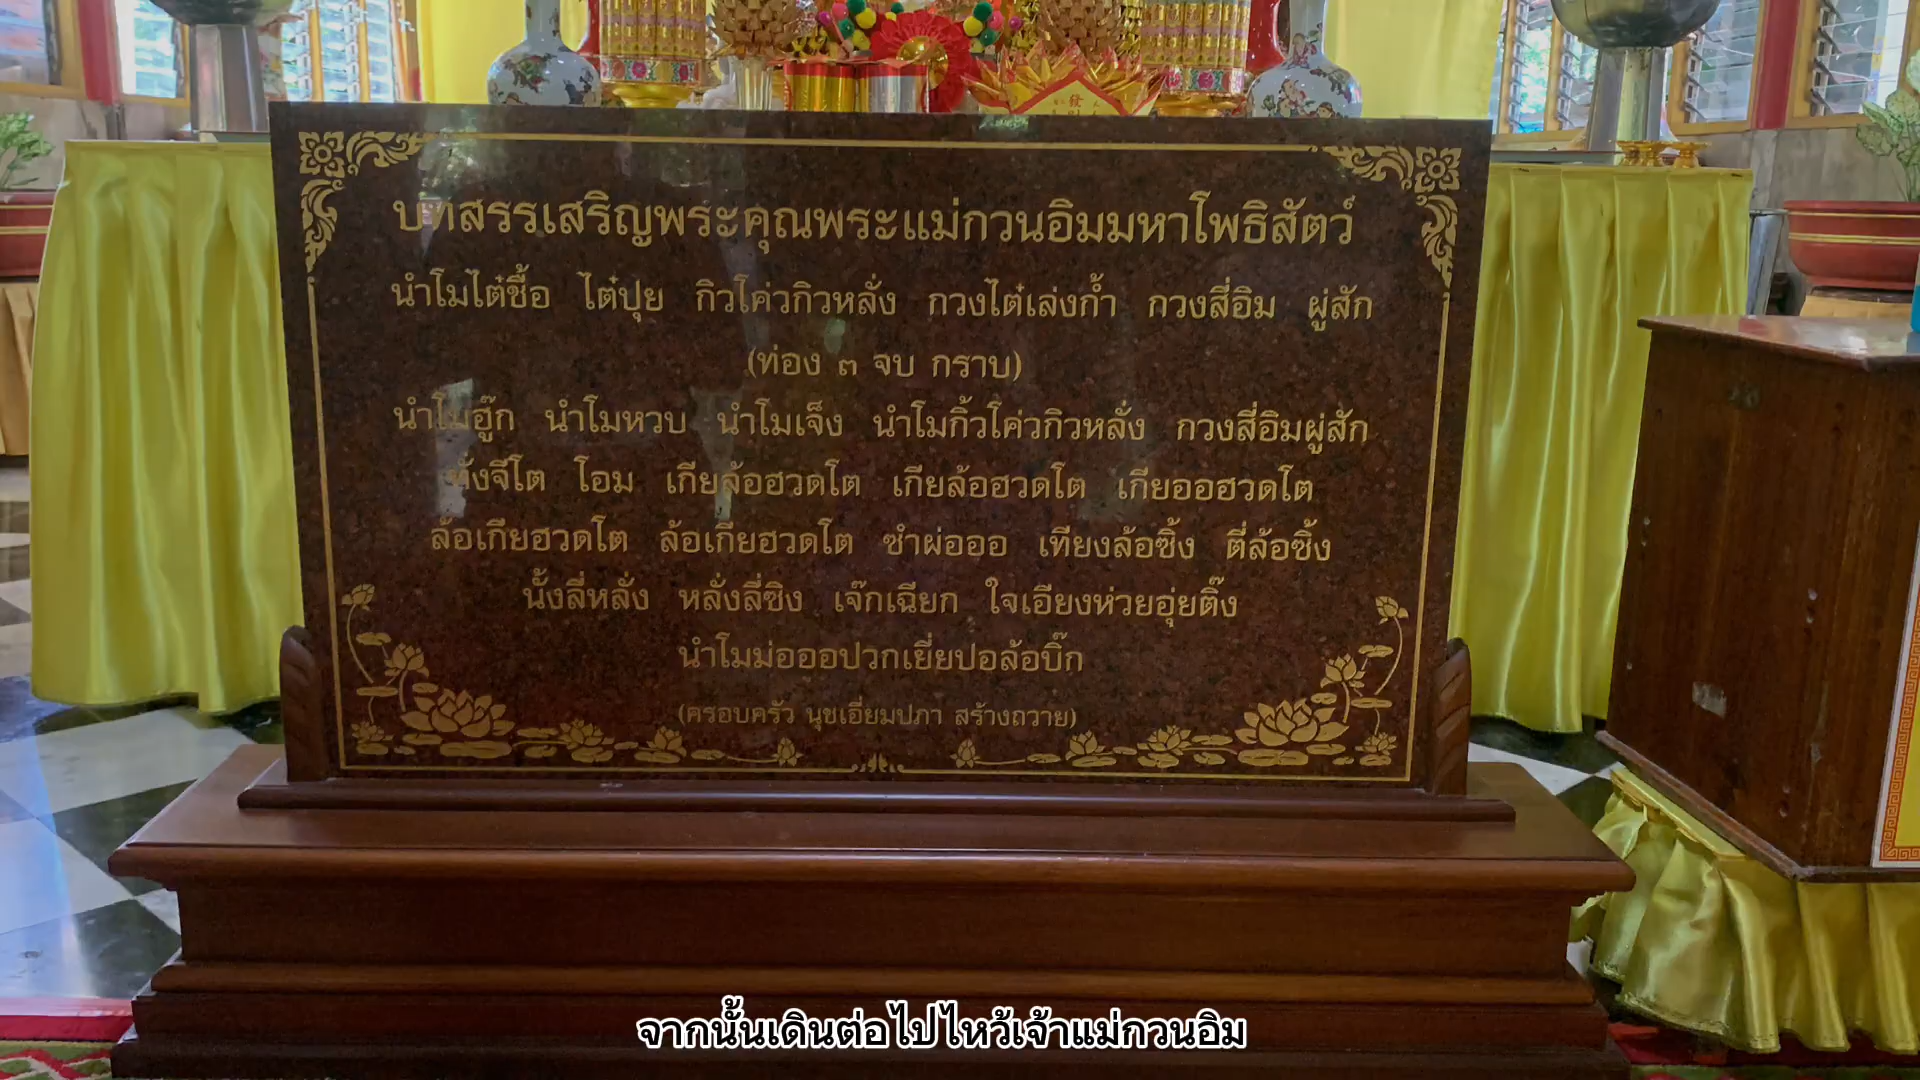 發
บทสรรเสริญพระคุณพระแม่กวนอิมมหาโพธิสัตว์
นำโมไต๋ชื้อ ไต๋ปุย กิวโค่วกิวหลั่ง กวงไต๋เล่งก้ำ กวงสี่อิม ผู่สัก
(ท่อง ๓ จบ กราบ)
นำโมฮู๊ก นำโมหวบ นำโมเจ็ง นำโมกิ้วโค่วกิวหลั่ง กวงสี่อิมผู่สัก
ทั่งจีโต โอม เกียล้อฮวดโต เกียล้อฮวดโต เกียออฮวดโต
ล้อเกียฮวดโต ล้อเกียฮวดโต ซำผ่อออ เทียงล้อซิ้ง ตี่ล้อซิ้ง
นั้งลี่หลั่ง หลั่งลี่ซิง เจ๊กเฉียก ใจเอียงห่วยอุ่ยติ๊ง
นำโมม่อออปวกเยี่ยปอล้อบิ๊ก
(ครอบครัว นุชเอี่ยมปภา สร้างถวาย)
จากนั้นเดินต่อไปไหว้เจ้าแม่กวนอิม